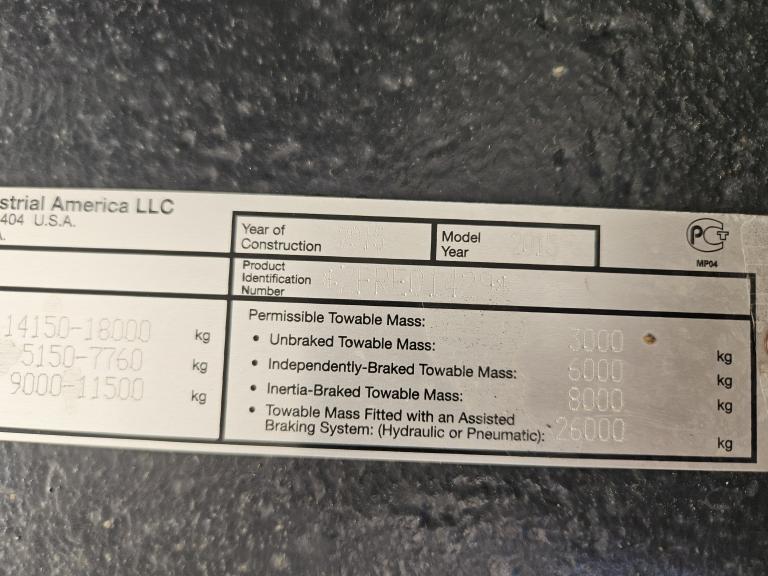 strial America LLC
404 U.S.A.
A.
Year of
Construction
Model
Year 2015
PCT
MP04
Product
Identification
Number
14150-18000 kg
5150-7760 kg
9000-11500 kg
Permissible Towable Mass:
• Unbraked Towable Mass: 3000 kg
• Independently-Braked Towable Mass: 6000 kg
• Inertia-Braked Towable Mass: 8000 kg
• Towable Mass Fitted with an Assisted
Braking System: (Hydraulic or Pneumatic): 26000 kg